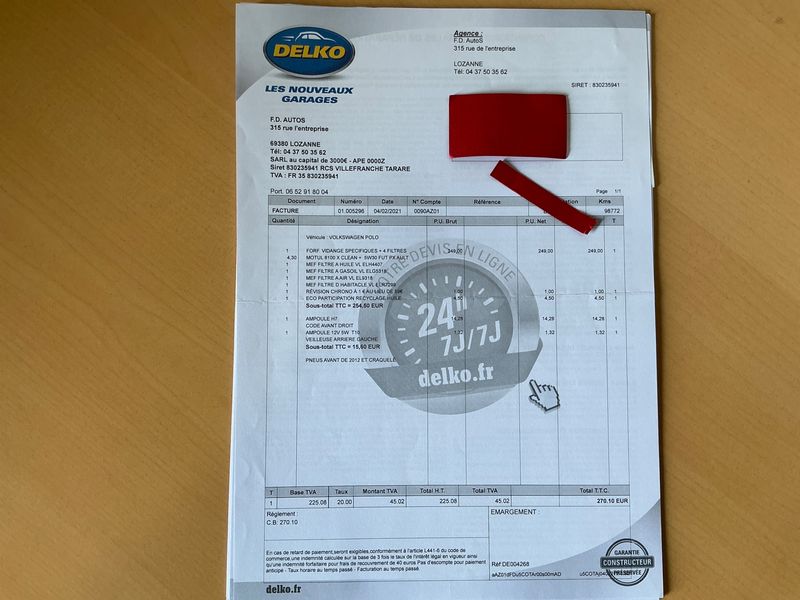 DELKO
LES NOUVEAUX
GARAGES
Agence :
F.D. AutoS
315 rue de l'entreprise
LOZANNE
Tél: 04 37 50 35 62
SIRET : 830235941
F.D. AUTOS
315 rue l'entreprise
69380 LOZANNE
Tél: 04 37 50 35 62
SARL au capital de 3000€ - APE 0000Z
Siret 830235941 RCS VILLEFRANCHE TARARE
TVA : FR 35 830235941
Port. 06 52 91 80 04
Page 1/1
Document Numéro Date N° Compte Référence Kms
FACTURE 01.005296 04/02/2021 0090AZ01 98772
Quantité Désignation P.U. Brut P.U. Net T
Véhicule : VOLKSWAGEN POLO
1 FORF. VIDANGE SPECIFIQUES + 4 FILTRES 249,00 249,00 249,00 1
4,30 MOTUL 8100 X CLEAN + 5W30 FUT PX AULT
1 MEF FILTRE A HUILE VL ELH4407
1 MEF FILTRE A GASOIL VL ELG5318
1 MEF FILTRE A AIR VL EL9318
1 MEF FILTRE D HABITACLE VL
1 RÉVISION CHRONO À 1 € AU LIEU DE 59€ 1,00 1,00 1,00 1
1 ECO PARTICIPATION RECYCLAGE HUILE 4,50 4,50 4,50 1
Sous-total TTC = 254,50 EUR
1 AMPOULE H7 14,28 14,28 14,28 1
CODE AVANT DROIT
1 AMPOULE 12V 5W T10 1,32 1,32 1,32 1
VEILLEUSE ARRIERE GAUCHE
Sous-total TTC = 15,60 EUR
PNEUS AVANT DE 2012 ET CRAQUELÉ
DEVIS EN LIGNE
24h
7J/7J
delko.fr
T Base TVA Taux Montant TVA Total H.T. Total TVA Total T.T.C.
1 225.08 20.00 45.02 225.08 45.02 270.10 EUR
Règlement :
C.B: 270.10
EMARGEMENT :
En cas de retard de paiement,seront exigibles,conformément à l'article L441-6 du code de
commerce,une indemnité calculée sur la base de 3 fois le taux de l'intérêt légal en vigueur ainsi
qu'une indemnité forfaitaire pour frais de recouvrement de 40 euros Pas d'escompte pour paiement
anticipé - Taux horaire au temps passé - Facturation au temps passé.
Réf DE004268
GARANTIE
CONSTRUCTEUR
PRÉSERVÉE
delko.fr